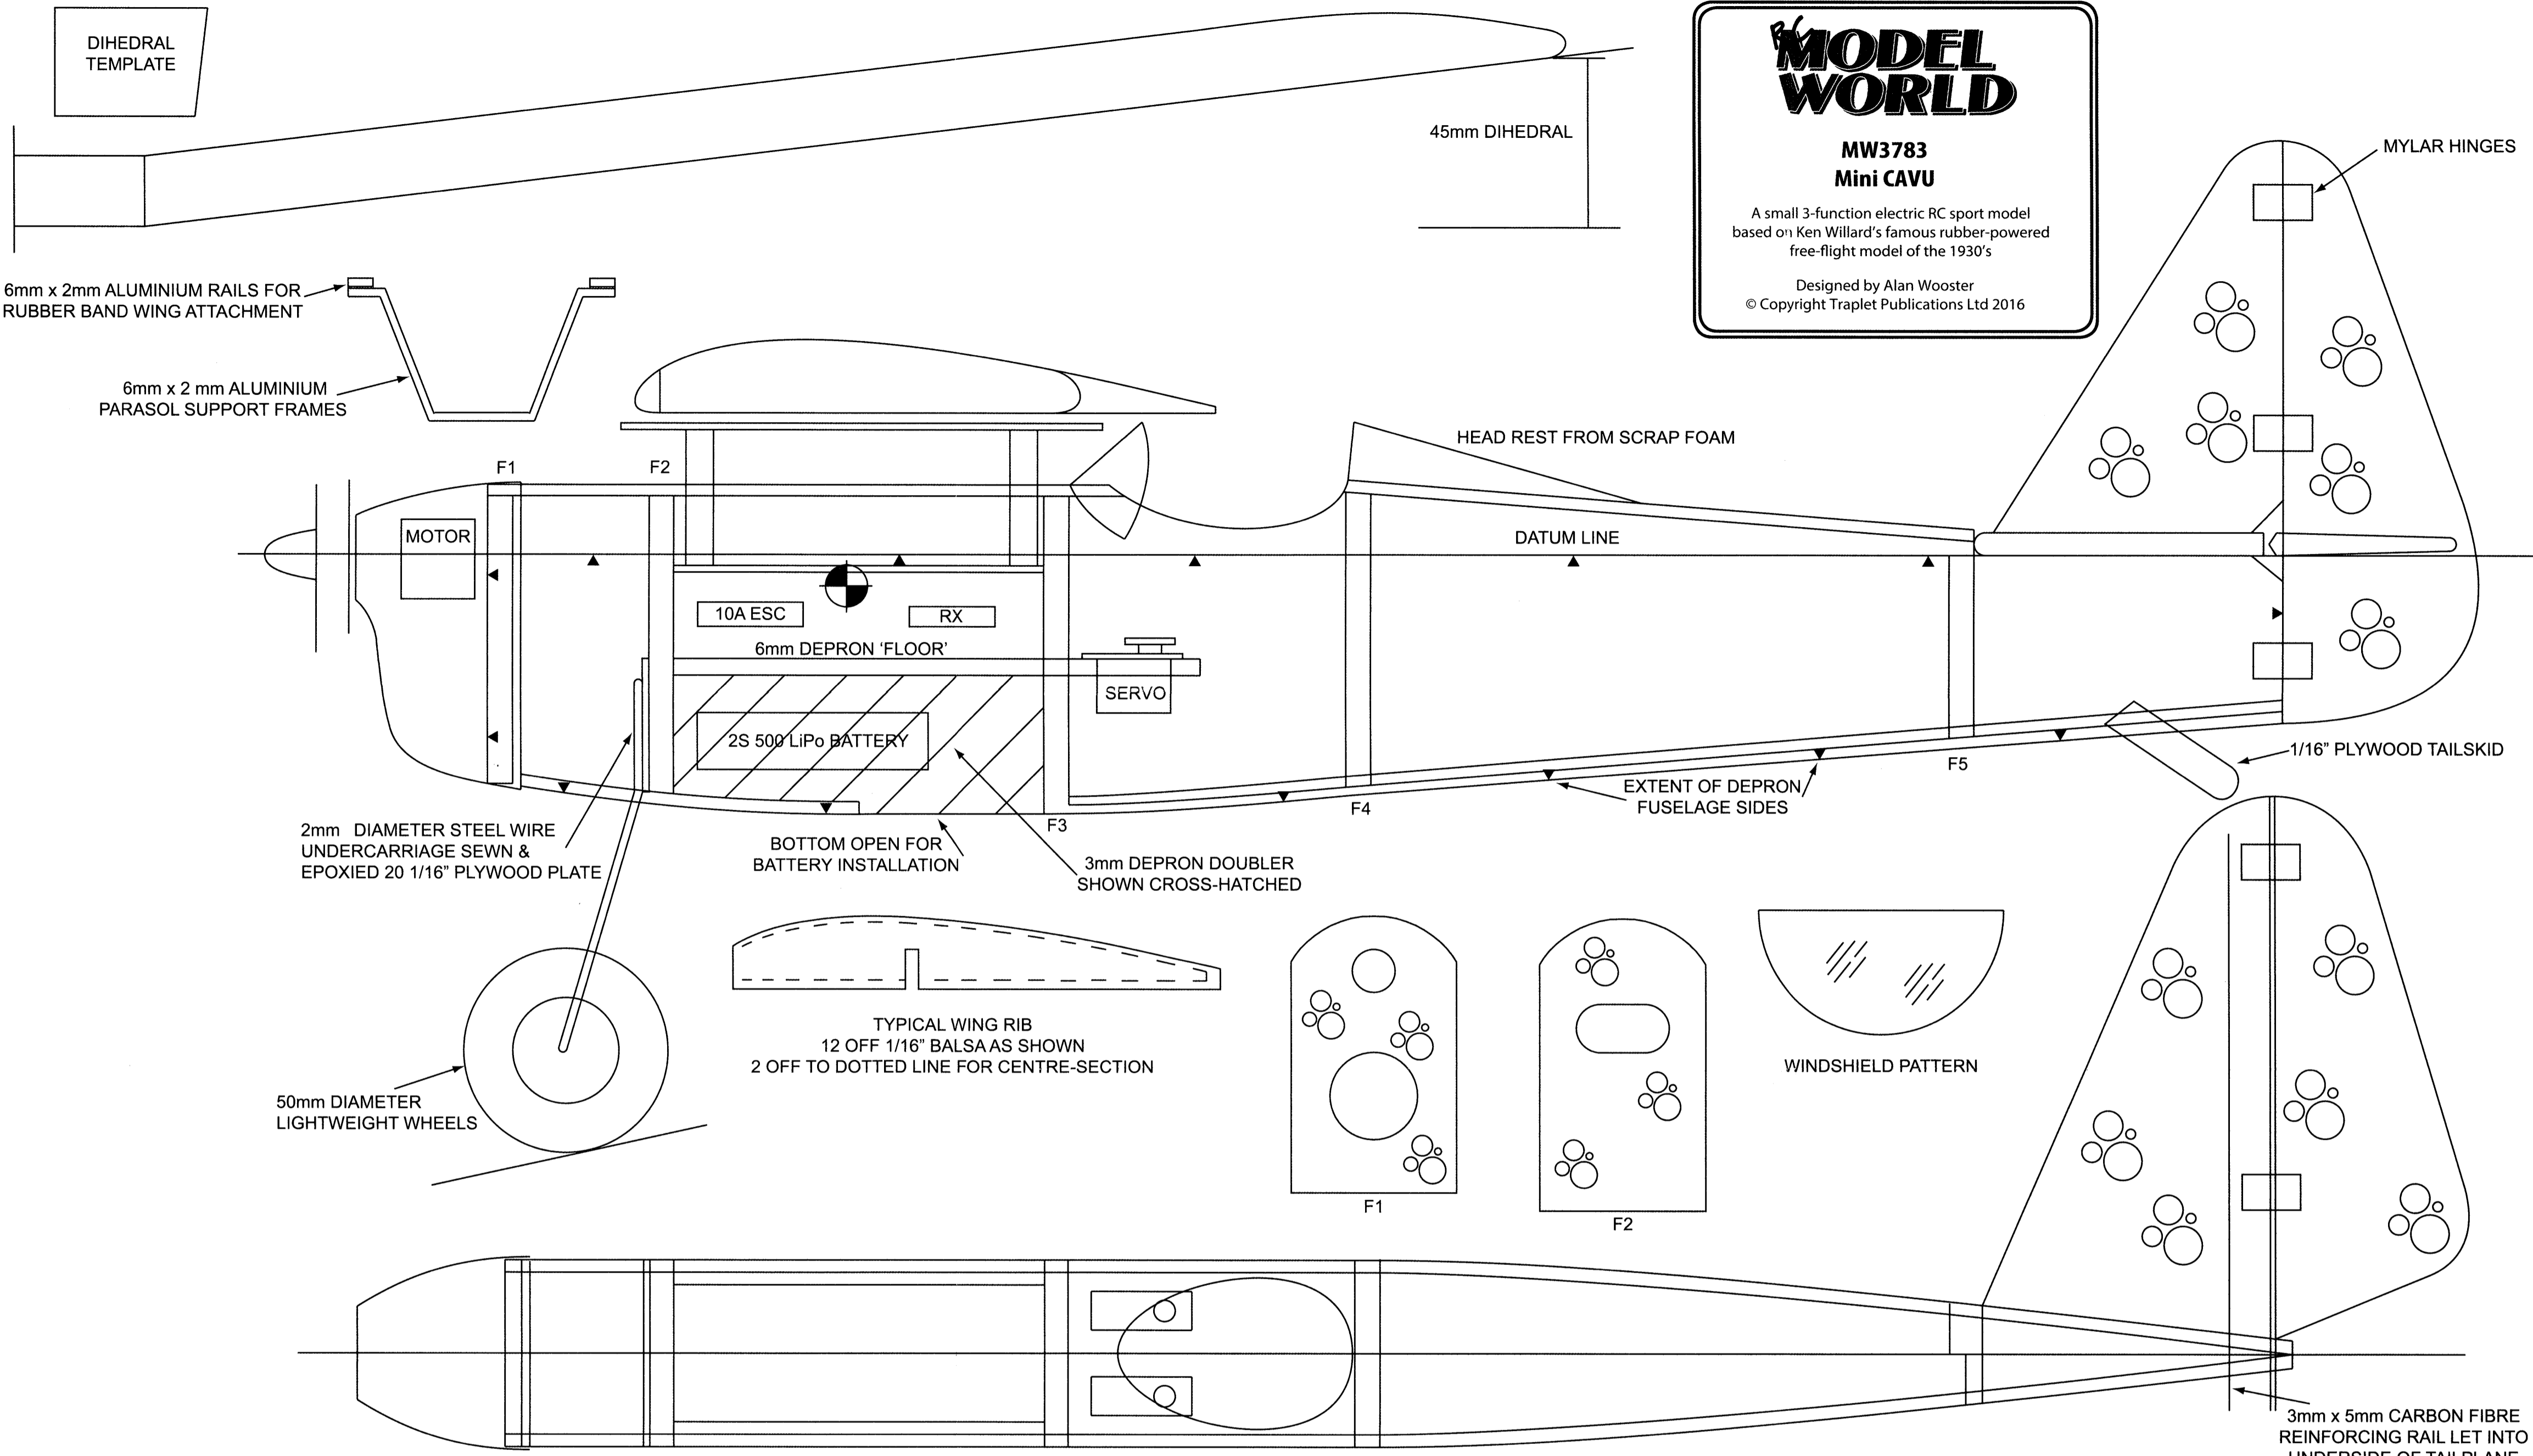 DIHEDRAL
TEMPLATE
R/C MODEL
WORLD
MW3783
Mini CAVU
A small 3-function electric RC sport model
based on Ken Willard's famous rubber-powered
free-flight model of the 1930's
Designed by Alan Wooster
© Copyright Traplet Publications Ltd 2016
45mm DIHEDRAL
MYLAR HINGES
6mm x 2mm ALUMINIUM RAILS FOR
RUBBER BAND WING ATTACHMENT
6mm x 2 mm ALUMINIUM
PARASOL SUPPORT FRAMES
HEAD REST FROM SCRAP FOAM
F1
F2
MOTOR
DATUM LINE
10A ESC
RX
6mm DEPRON 'FLOOR'
SERVO
2S 500 LiPo BATTERY
1/16" PLYWOOD TAILSKID
F5
EXTENT OF DEPRON
FUSELAGE SIDES
F4
F3
2mm DIAMETER STEEL WIRE
UNDERCARRIAGE SEWN &
EPOXIED 20 1/16" PLYWOOD PLATE
BOTTOM OPEN FOR
BATTERY INSTALLATION
3mm DEPRON DOUBLER
SHOWN CROSS-HATCHED
TYPICAL WING RIB
12 OFF 1/16" BALSA AS SHOWN
2 OFF TO DOTTED LINE FOR CENTRE-SECTION
WINDSHIELD PATTERN
50mm DIAMETER
LIGHTWEIGHT WHEELS
F1
F2
3mm x 5mm CARBON FIBRE
REINFORCING RAIL LET INTO
UNDERSIDE OF TAILPLANE